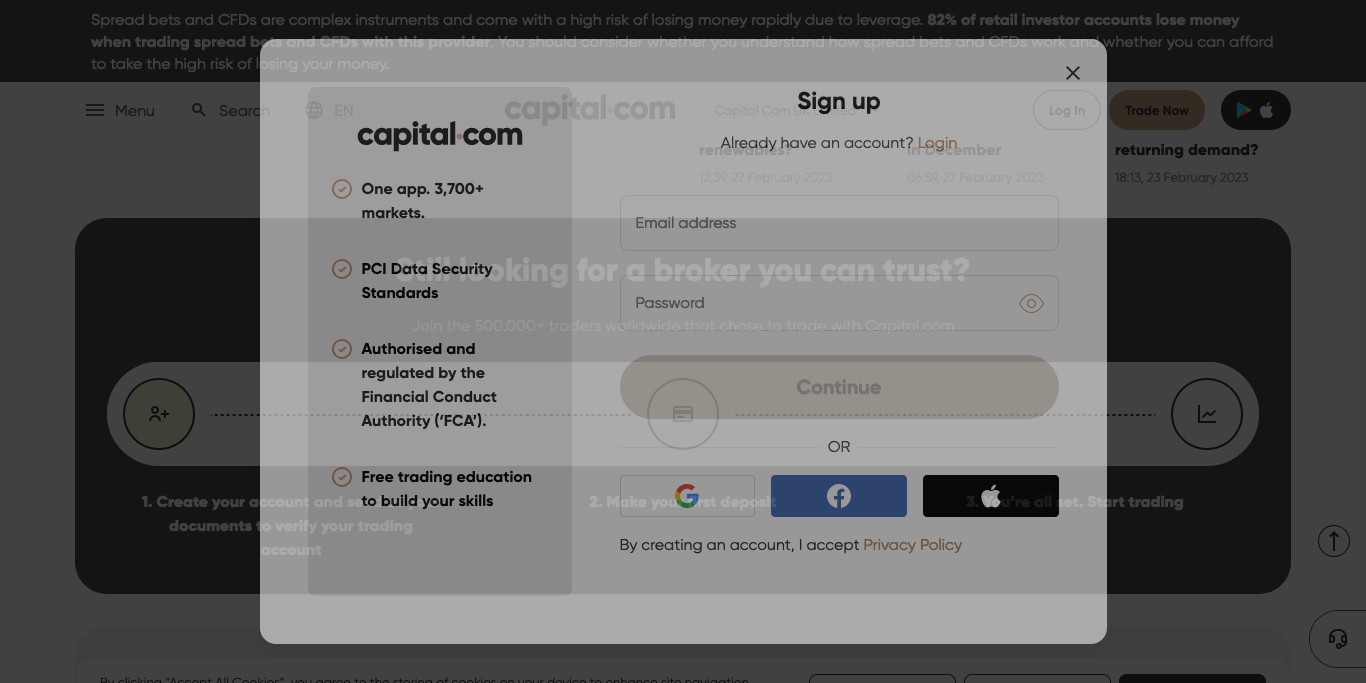 Spread bets and CFDs are complex instruments and come with a high risk of losing money rapidly due to leverage. 82% of retail investor accounts lose money
when trading spread bets and CFDs with this provider. You should consider whether you understand how spread bets and CFDs work and whether you can afford
to take the high risk of losing your money.
Menu
Search
EN
capital.com
Capital Com UK Limited
Log In
Trade Now
renewables?
in December
returning demand?
12:39, 27 February 2023
06:59, 27 February 2023
18:13, 23 February 2023
capital.com
One app. 3,700+
markets.
PCI Data Security
Standards
Authorised and
regulated by the
Financial Conduct
Authority (‘FCA’).
Free trading education
to build your skills
Sign up
Already have an account? Login
Email address
Password
Continue
OR
By creating an account, I accept Privacy Policy
Still looking for a broker you can trust?
Join the 500.000+ traders worldwide that chose to trade with Capital.com
1. Create your account and
documents to verify your trading
account
2. Make your first deposit
3. You’re all set. Start trading
By clicking “Accept All Cookies”, you agree to the storing of cookies on your device to enhance site navigation